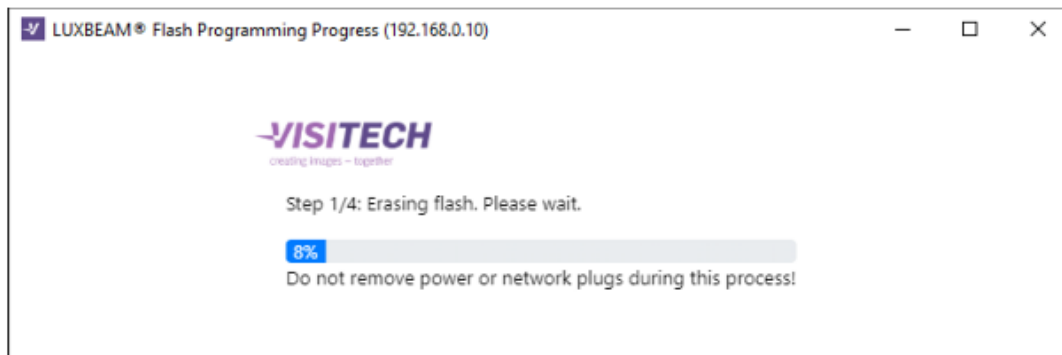 LUXBEAM® Flash Programming Progress (192.168.0.10)
VISITECH
creating images – together
Step 1/4: Erasing flash. Please wait.
8%
Do not remove power or network plugs during this process!